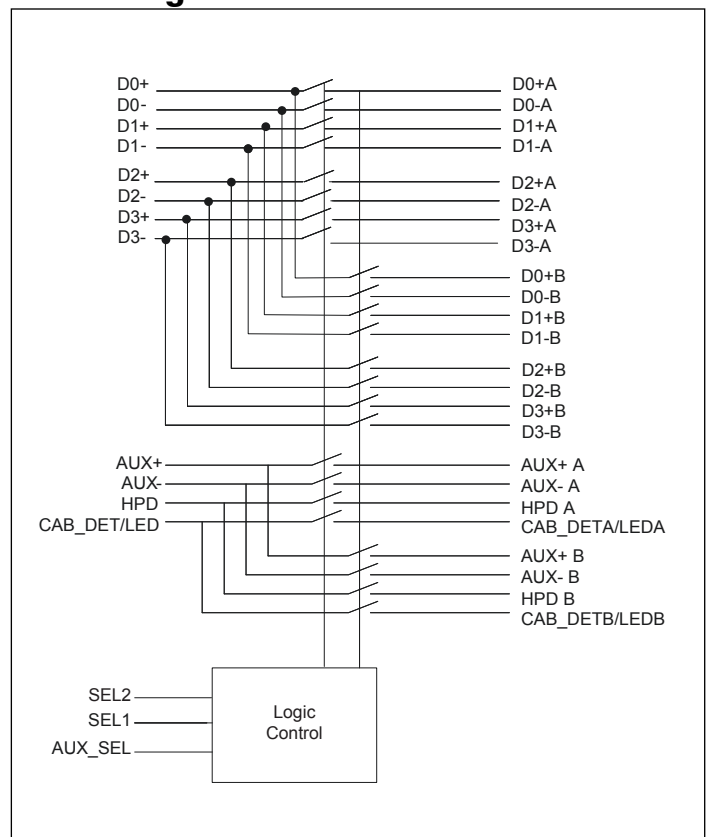 D0+
D0-
D1+
D1-
D2+
D2-
D3+
D3-
D0+A
D0-A
D1+A
D1-A
D2+A
D2-A
D3+A
D3-A
D0+B
D0-B
D1+B
D1-B
D2+B
D2-B
D3+B
D3-B
AUX+
AUX-
HPD
CAB_DET/LED
AUX+ A
AUX- A
HPD A
CAB_DETA/LEDA
AUX+ B
AUX- B
HPD B
CAB_DETB/LEDB
SEL2
SEL1
AUX_SEL
Logic
Control